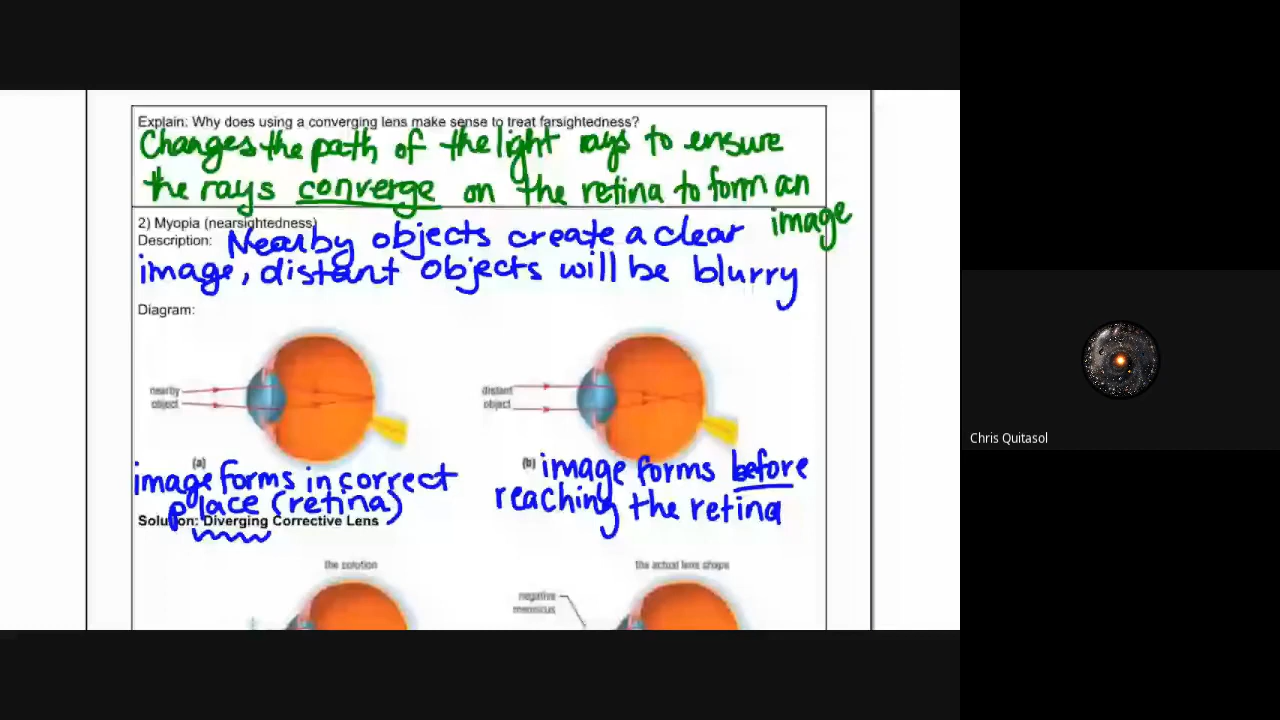 Explain: Why does using a converging lens make sense to treat farsightedness?
Changes the path of the light rays to ensure
the rays converge on the retina to form an
image
2) Myopia (nearsightedness)
Description: Nearby objects create a clear
image, distant objects will be blurry
Diagram:
nearby
object
distant
object
(a)
image forms in correct
place (retina)
(b) image forms before
reaching the retina
Solution: Diverging Corrective Lens
the solution
the actual lens shape
negative
meniscus
Chris Quitasol